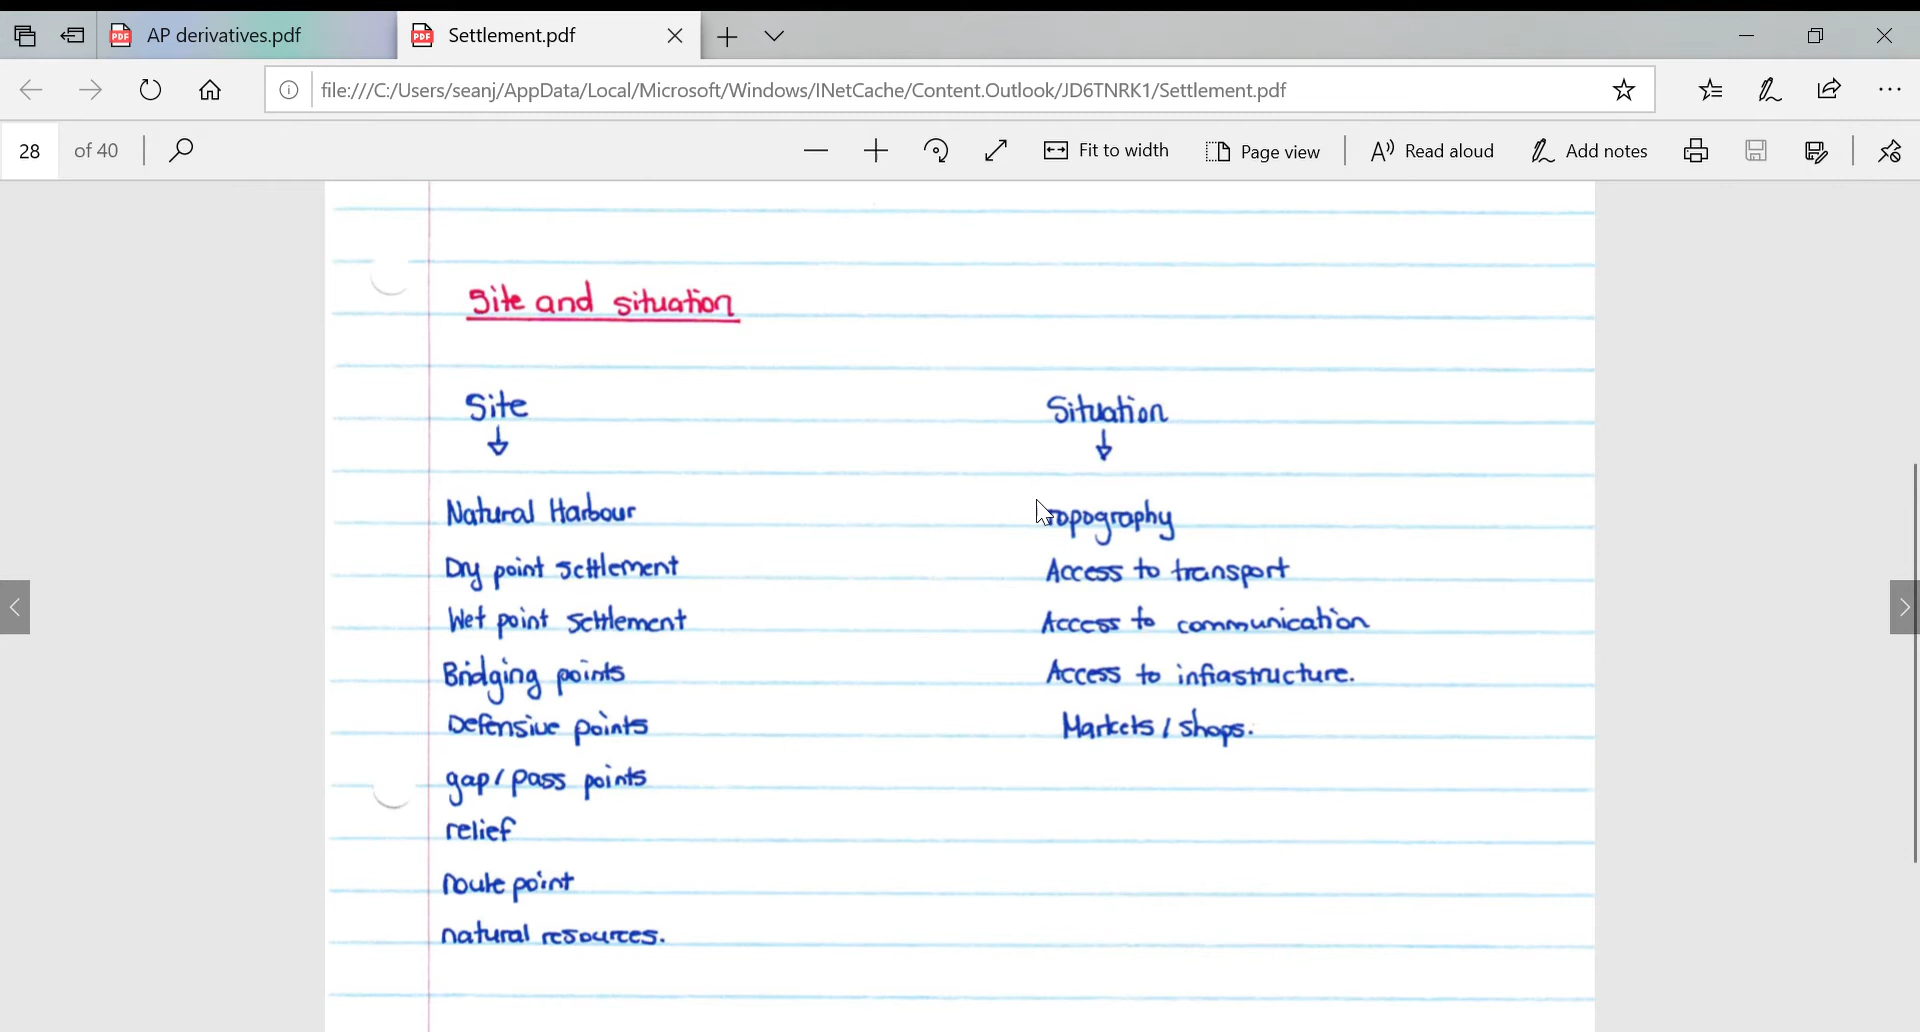 AP derivatives.pdf
Settlement.pdf
file:///C:/Users/seanj/AppData/Local/Microsoft/Windows/INetCache/Content.Outlook/JD6TNRK1/Settlement.pdf
28 of 40
Fit to width
Page view
Read aloud
Add notes
Site and situation
Site
Natural Harbour
Dry point settlement
Wet point settlement
Bridging points
Defensive points
gap / pass points
relief
Route point
natural resources.
Situation
Topography
Access to transport
Access to communication
Access to infrastructure.
Markets / shops.